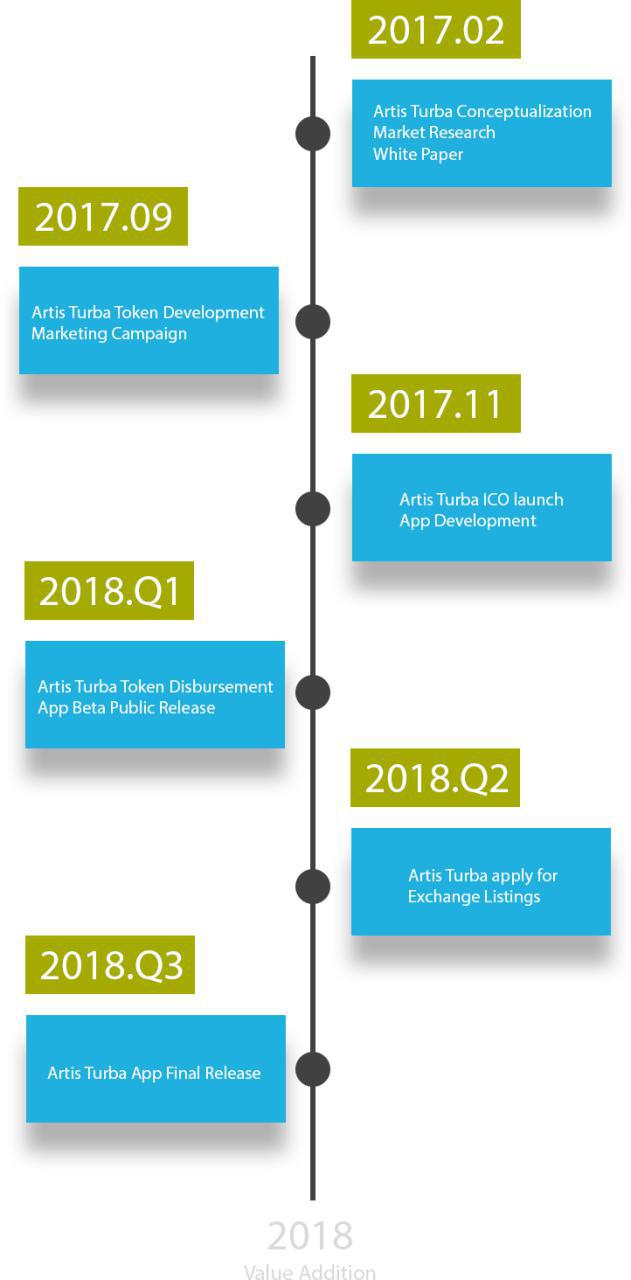 2017.02
Artis Turba Conceptualization
Market Research
White Paper
2017.09
Artis Turba Token Development
Marketing Campaign
2017.11
Artis Turba ICO launch
App Development
2018.Q1
Artis Turba Token Disbursement
App Beta Public Release
2018.Q2
Artis Turba apply for
Exchange Listings
2018.Q3
Artis Turba App Final Release
2018
Value Addition